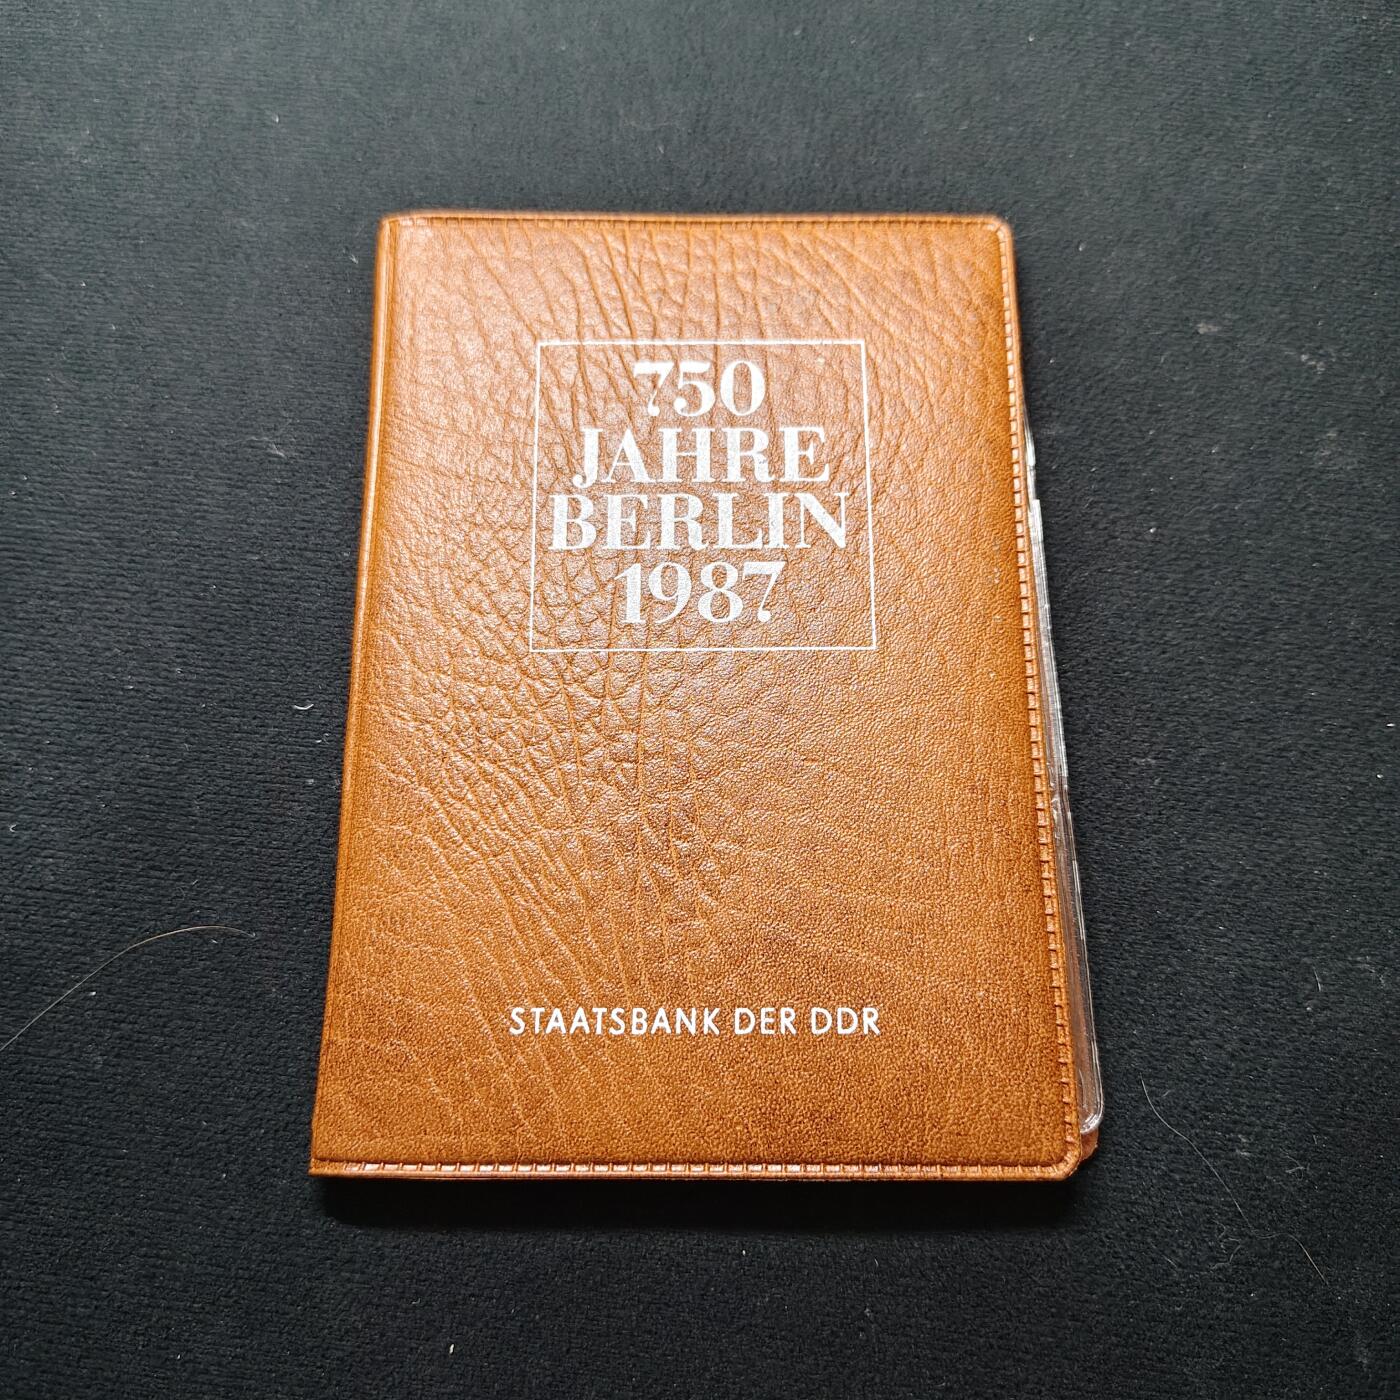 750
JAHRE
BERLIN
1987
STAATSBANK DER DDR